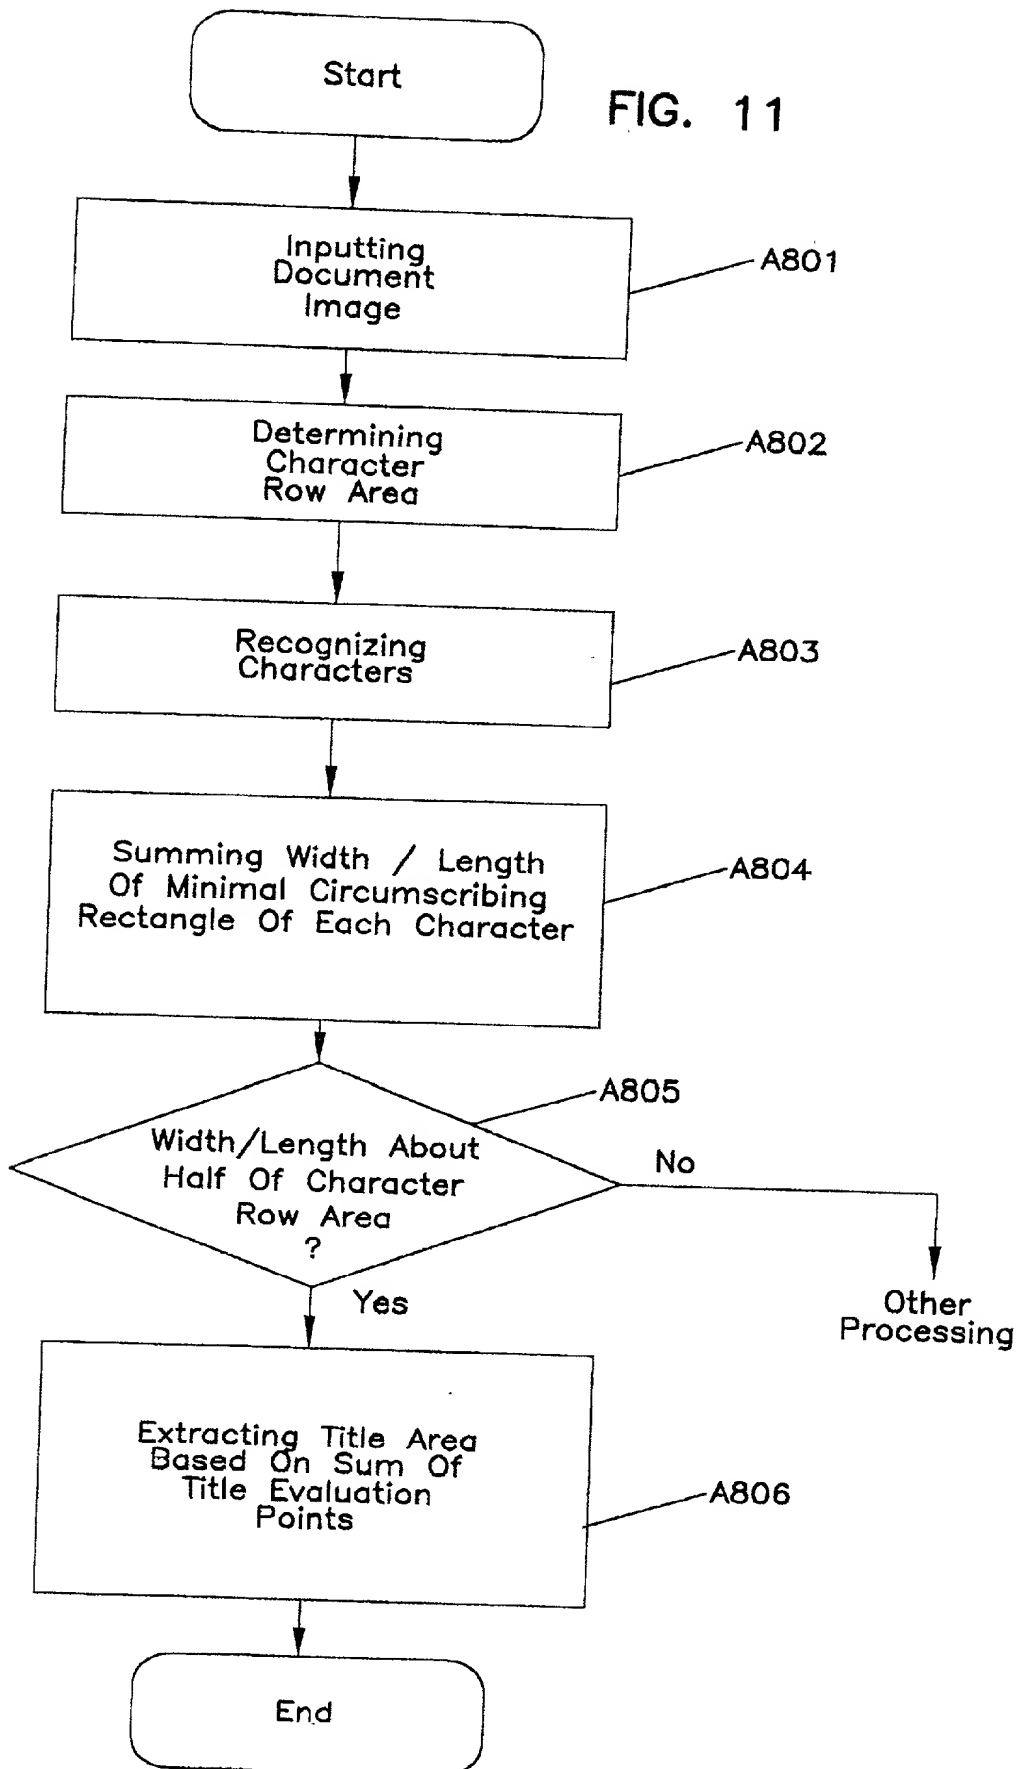 Start
FIG. 11
Inputting
Document
Image
A801
Determining
Character
Row Area
A802
Recognizing
Characters
A803
Summing Width / Length
Of Minimal Circumscribing
Rectangle Of Each Character
A804
A805
Width/Length About
Half Of Character
Row Area
?
No
Yes
Other
Processing
Extracting Title Area
Based On Sum Of
Title Evaluation
Points
A806
End